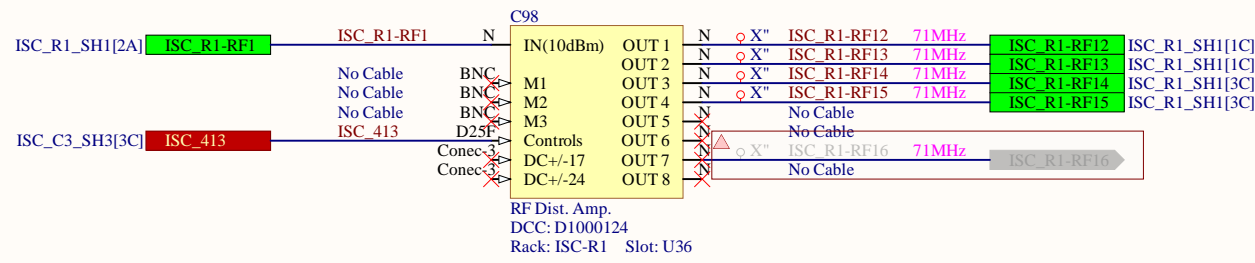 C98
ISC_R1_SH1[2A] ISC_R1-RF1 ISC_R1-RF1 N IN(10dBm) OUT 1 N X" ISC_R1-RF12 71MHz ISC_R1-RF12 ISC_R1_SH1[1C]
OUT 2 N X" ISC_R1-RF13 71MHz ISC_R1-RF13 ISC_R1_SH1[1C]
No Cable BNC M1 OUT 3 N X" ISC_R1-RF14 71MHz ISC_R1-RF14 ISC_R1_SH1[3C]
No Cable BNC M2 OUT 4 N X" ISC_R1-RF15 71MHz ISC_R1-RF15 ISC_R1_SH1[3C]
No Cable BNC M3 OUT 5 N No Cable
ISC_C3_SH3[3C] ISC_413 ISC_413 D25F Controls OUT 6 N No Cable
Conec-3 DC+/-17 OUT 7 N X" ISC_R1-RF16 71MHz ISC_R1-RF16
Conec-3 DC+/-24 OUT 8 N No Cable
RF Dist. Amp.
DCC: D1000124
Rack: ISC-R1 Slot: U36